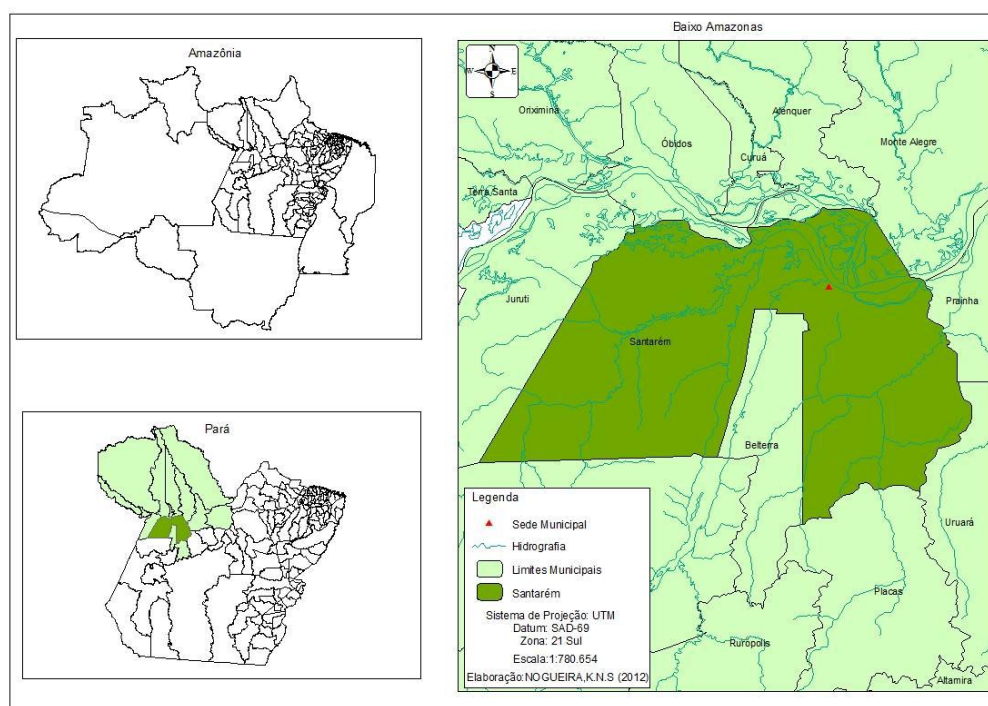 Amazônia
Pará
Baixo Amazonas
N
W
E
S
Oriximina
Óbidos
Alenquer
Curuá
Monte Alegre
Terra Santa
Juruti
Santarém
Prainha
Belterra
Uruará
Placas
Rurópolis
Altamira
Legenda
Sede Municipal
Hidrografia
Limites Municipais
Santarém
Sistema de Projeção: UTM
Datum: SAD-69
Zona: 21 Sul
Escala:1:780.654
Elaboração:NOGUEIRA,K.N.S (2012)